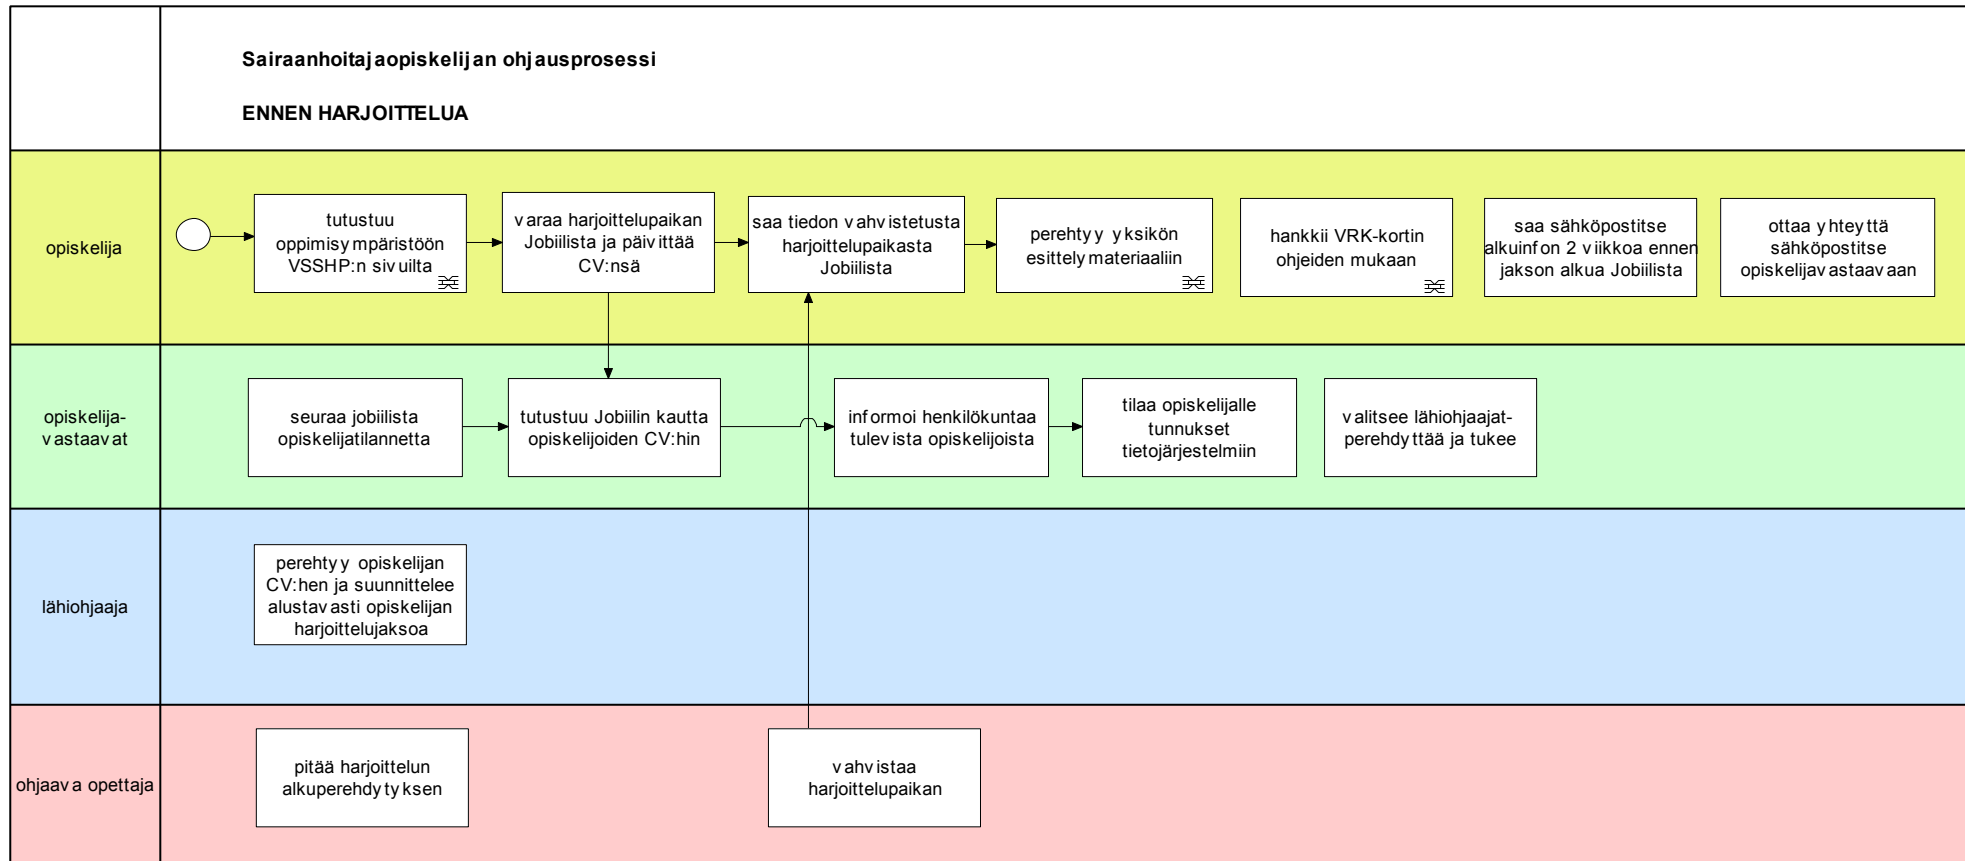 Sairaanhoitajaopiskelijan ohjausprosessi
ENNEN HARJOITTELUA
opiskelija
tutustuu
oppimisympäristöön
VSSHP:n sivuilta
varaa harjoittelupaikan
Jobiilista ja päivittää
CV:nsä
saa tiedon vahvistetusta
harjoittelupaikasta
Jobiilista
perehtyy yksikön
esittelymateriaaliin
hankkii VRK-kortin
ohjeiden mukaan
saa sähköpostitse
alkuinfon 2 viikkoa ennen
jakson alkua Jobiilista
ottaa yhteyttä
sähköpostitse
opiskelijavastaavaan
opiskelija-
vastaavat
seuraa jobiilista
opiskelijatilannetta
tutustuu Jobiilin kautta
opiskelijoiden CV:hin
informoi henkilökuntaa
tulevista opiskelijoista
tilaa opiskelijalle
tunnukset
tietojärjestelmiin
valitsee lähiohjaajat-
perehdyttää ja tukee
lähiohjaaja
perehtyy opiskelijan
CV:hen ja suunnittelee
alustavasti opiskelijan
harjoittelujaksoa
ohjaava opettaja
pitää harjoittelun
alkuperehdytyksen
vahvistaa
harjoittelupaikan